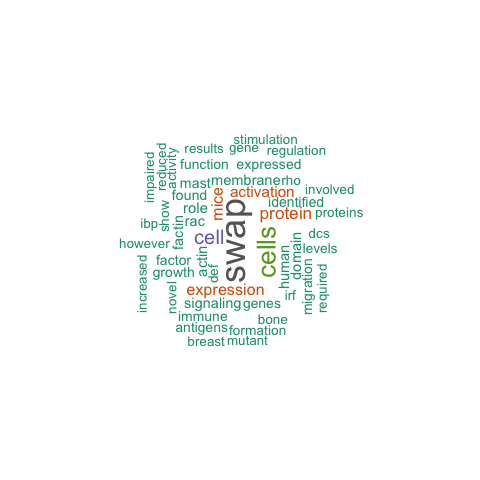 stimulation
results
gene
regulation
impaired
reduced
activity
function
expressed
mast
membrane
rho
found
mice
activation
involved
show
role
swap
identified
ibp
rac
protein
proteins
factin
cell
cells
dcs
however
actin
def
human
domain
levels
factor
growth
increased
novel
expression
irf
migration
required
signaling
genes
immune
bone
antigens
formation
breast
mutant